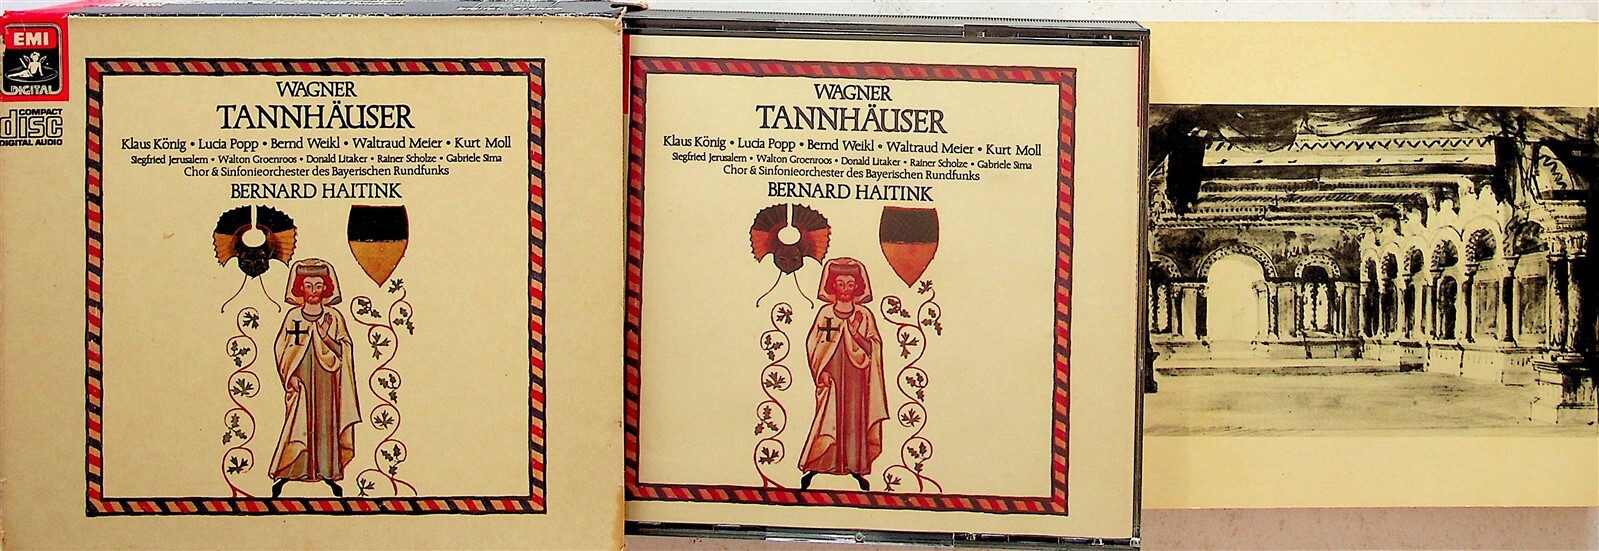 EMI
DIGITAL
COMPACT
disc
DIGITAL AUDIO
WAGNER
TANNHÄUSER
Klaus König • Lucia Popp • Bernd Weikl • Waltraud Meier • Kurt Moll
Siegfried Jerusalem • Walton Groenroos • Donald Litaker • Rainer Scholze • Gabriele Sima
Chor & Sinfonieorchester des Bayerischen Rundfunks
BERNARD HAITINK
WAGNER
TANNHÄUSER
Klaus König • Lucia Popp • Bernd Weikl • Waltraud Meier • Kurt Moll
Siegfried Jerusalem • Walton Groenroos • Donald Litaker • Rainer Scholze • Gabriele Sima
Chor & Sinfonieorchester des Bayerischen Rundfunks
BERNARD HAITINK